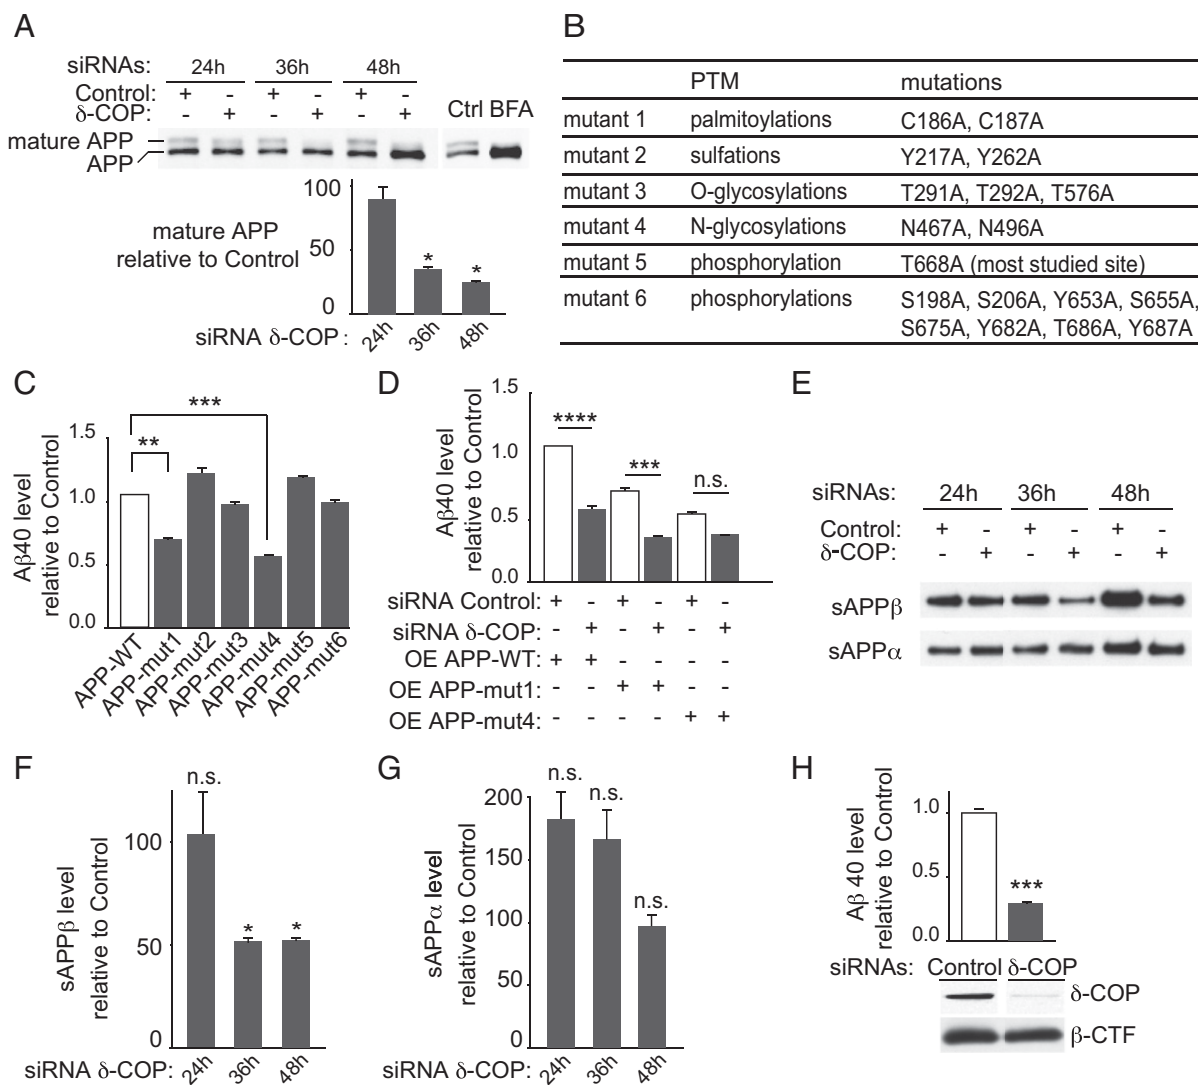 A
siRNAs: 24h 36h 48h
Control: + - + - + -
δ-COP: - + - + - + Ctrl BFA
mature APP
APP
mature APP
relative to Control
100
50
0
siRNA δ-COP: 24h 36h 48h
B
PTM mutations
mutant 1 palmitoylations C186A, C187A
mutant 2 sulfations Y217A, Y262A
mutant 3 O-glycosylations T291A, T292A, T576A
mutant 4 N-glycosylations N467A, N496A
mutant 5 phosphorylation T668A (most studied site)
mutant 6 phosphorylations S198A, S206A, Y653A, S655A,
S675A, Y682A, T686A, Y687A
* *
C
Aβ40 level
relative to Control
1.5
1.0
0.5
0.0
*** **
APP-WT APP-mut1 APP-mut2 APP-mut3 APP-mut4 APP-mut5 APP-mut6
D
Aβ40 level
relative to Control
1.5
1.0
0.5
0.0
**** *** n.s.
siRNA Control: + - + - + -
siRNA δ-COP: - + - + - +
OE APP-WT: + + - - - -
OE APP-mut1: - - + + - -
OE APP-mut4: - - - - + +
E
siRNAs: 24h 36h 48h
Control: + - + - + -
δ-COP: - + - + - +
sAPPβ
sAPPα
F
sAPPβ level
relative to Control
100
50
0
n.s. * *
siRNA δ-COP: 24h 36h 48h
G
sAPPα level
relative to Control
200
150
100
50
0
n.s. n.s. n.s.
siRNA δ-COP: 24h 36h 48h
H
Aβ 40 level
relative to Control
1.0
0.5
0.0
***
siRNAs: Control δ-COP
δ-COP
β-CTF